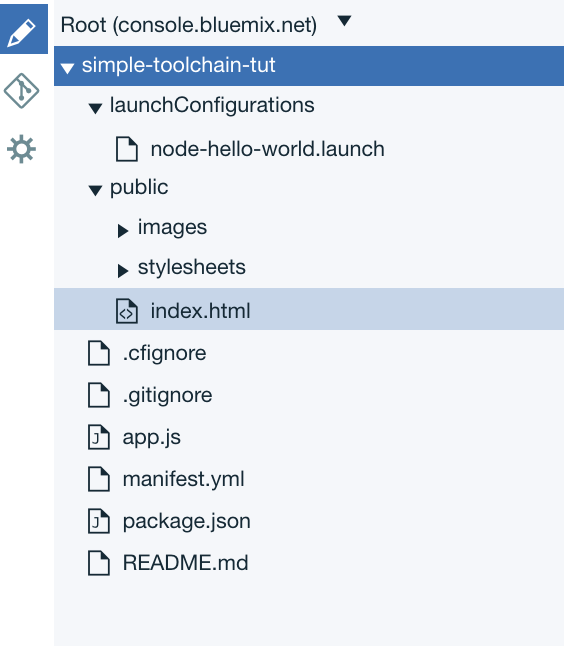 Root (console.bluemix.net)
simple-toolchain-tut
launchConfigurations
node-hello-world.launch
public
images
stylesheets
index.html
.cfignore
.gitignore
app.js
manifest.yml
package.json
README.md